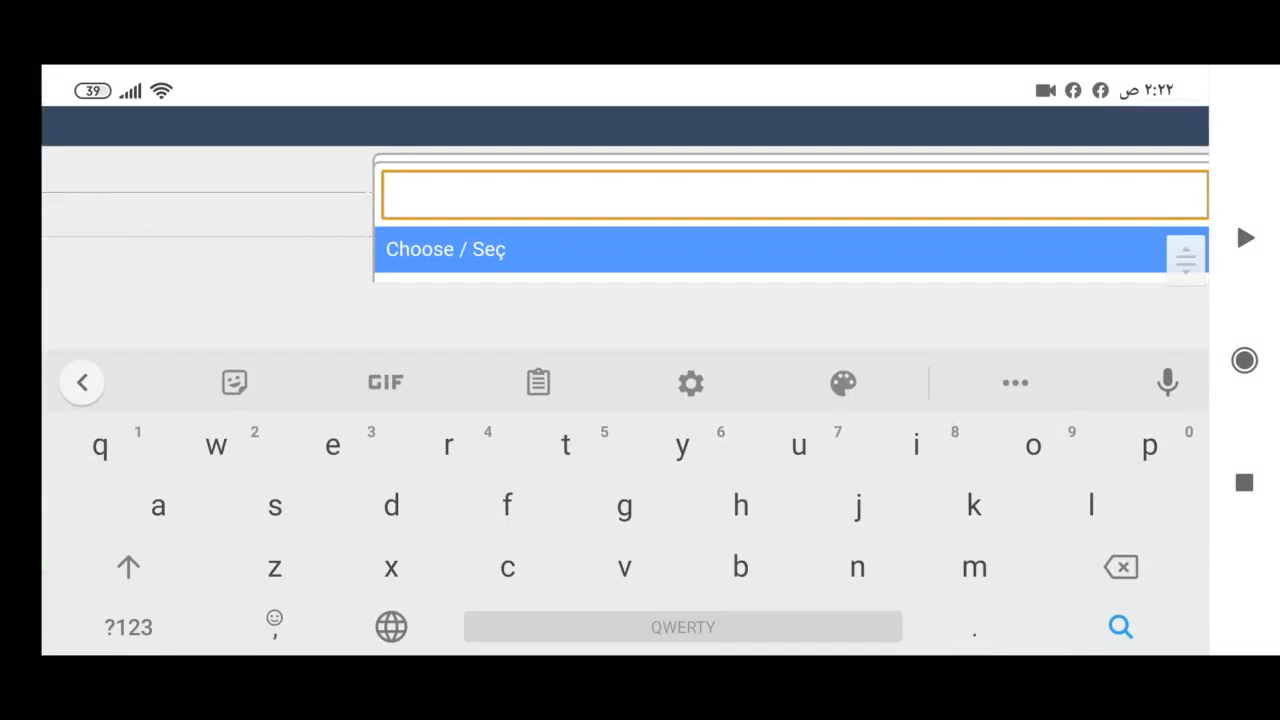 39 ٢:٢٢ ص
Choose / Seç
GIF
q 1 w 2 e 3 r 4 t 5 y 6 u 7 i 8 o 9 p 0
a s d f g h j k l
z x c v b n m
?123 , QWERTY .